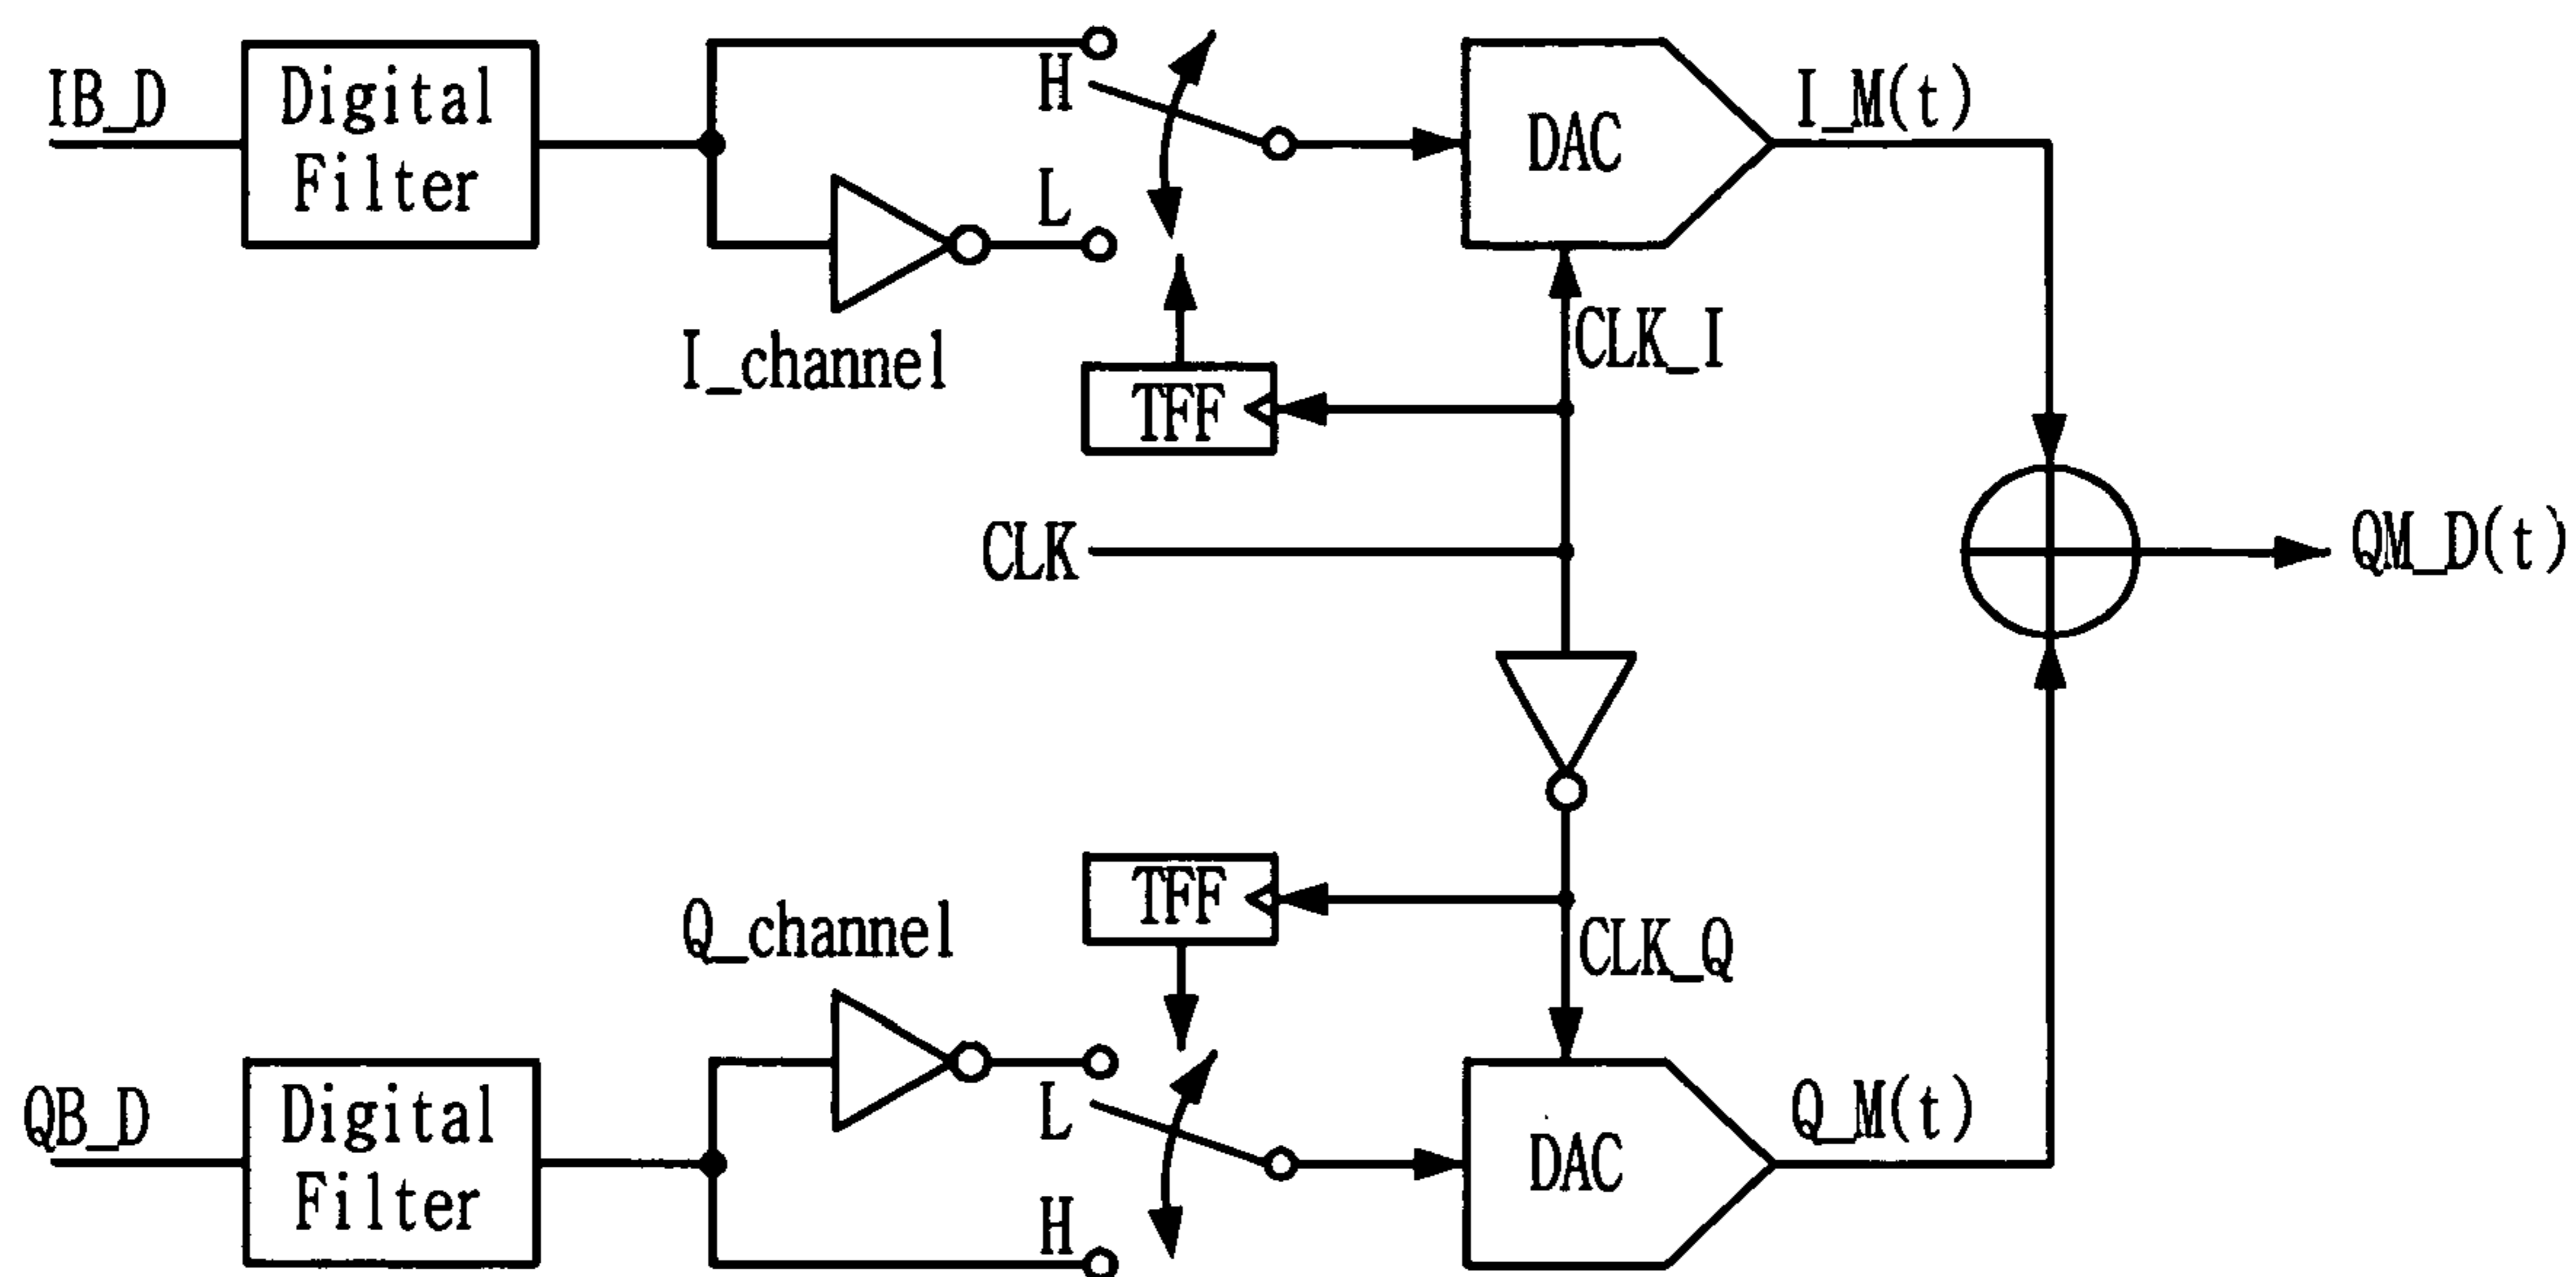 IB_D
Digital
Filter
H
L
DAC
I_M(t)
I_channel
CLK_I
TFF
CLK
QM_D(t)
TFF
Q_channel
CLK_Q
QB_D
Digital
Filter
L
H
DAC
Q_M(t)